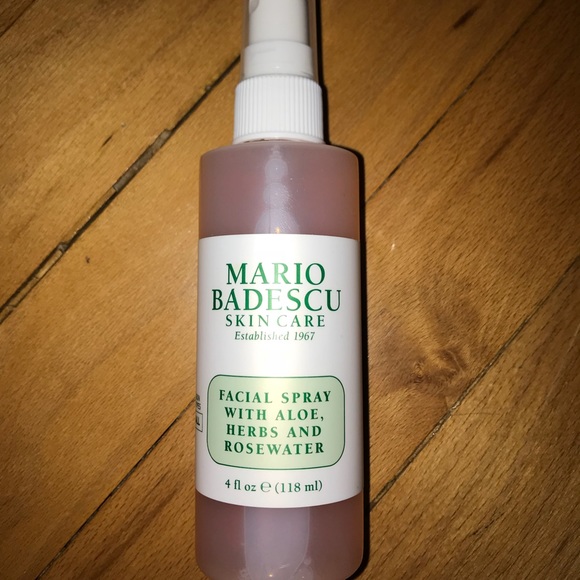 MARIO
BADESCU
SKIN CARE
Established 1967
FACIAL SPRAY
WITH ALOE,
HERBS AND
ROSEWATER
4 fl oz ℮ (118 ml)